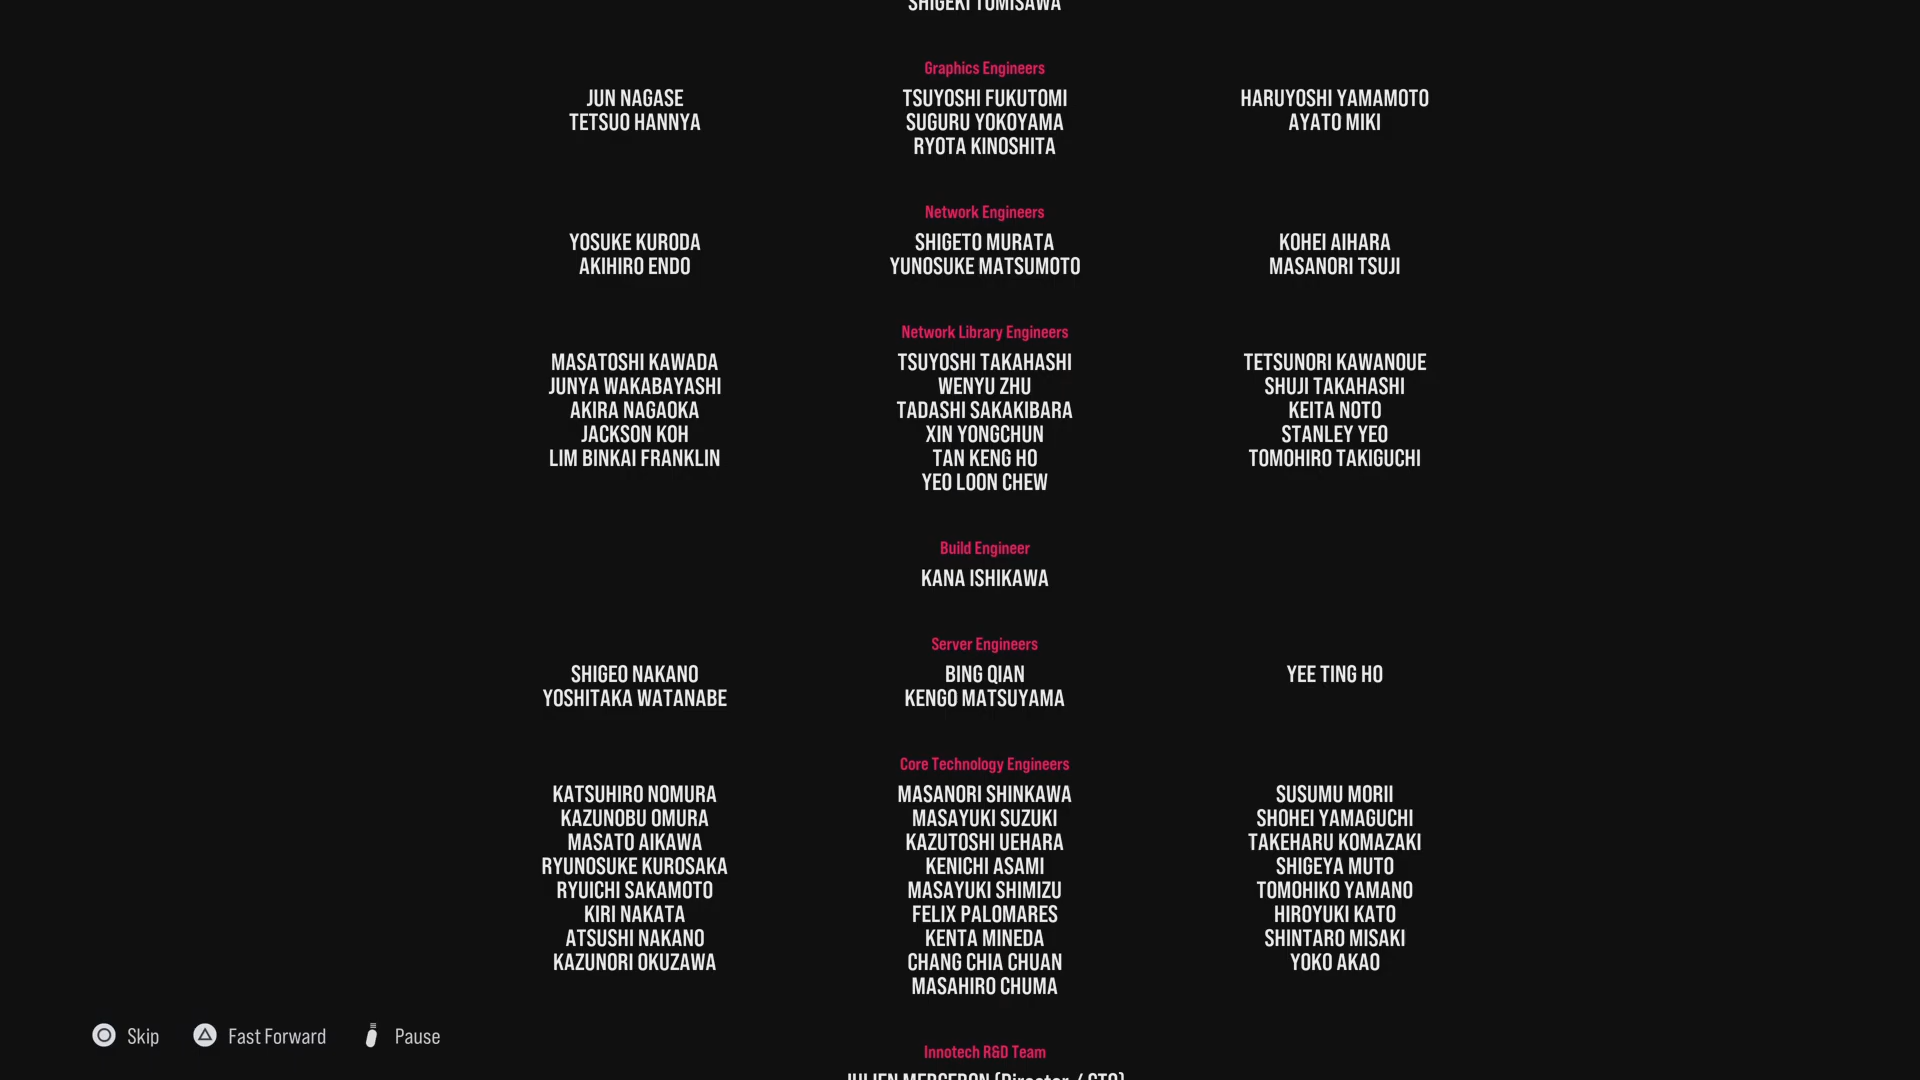 SHIGEKI TOMISAWA
Graphics Engineers
JUN NAGASE TSUYOSHI FUKUTOMI HARUYOSHI YAMAMOTO
TETSUO HANNYA SUGURU YOKOYAMA AYATO MIKI
RYOTA KINOSHITA
Network Engineers
YOSUKE KURODA SHIGETO MURATA KOHEI AIHARA
AKIHIRO ENDO YUNOSUKE MATSUMOTO MASANORI TSUJI
Network Library Engineers
MASATOSHI KAWADA TSUYOSHI TAKAHASHI TETSUNORI KAWANOUE
JUNYA WAKABAYASHI WENYU ZHU SHUJI TAKAHASHI
AKIRA NAGAOKA TADASHI SAKAKIBARA KEITA NOTO
JACKSON KOH XIN YONGCHUN STANLEY YEO
LIM BINKAI FRANKLIN TAN KENG HO TOMOHIRO TAKIGUCHI
YEO LOON CHEW
Build Engineer
KANA ISHIKAWA
Server Engineers
SHIGEO NAKANO BING QIAN YEE TING HO
YOSHITAKA WATANABE KENGO MATSUYAMA
Core Technology Engineers
KATSUHIRO NOMURA MASANORI SHINKAWA SUSUMU MORII
KAZUNOBU OMURA MASAYUKI SUZUKI SHOHEI YAMAGUCHI
MASATO AIKAWA KAZUTOSHI UEHARA TAKEHARU KOMAZAKI
RYUNOSUKE KUROSAKA KENICHI ASAMI SHIGEYA MUTO
RYUICHI SAKAMOTO MASAYUKI SHIMIZU TOMOHIKO YAMANO
KIRI NAKATA FELIX PALOMARES HIROYUKI KATO
ATSUSHI NAKANO KENTA MINEDA SHINTARO MISAKI
KAZUNORI OKUZAWA CHANG CHIA CHUAN YOKO AKAO
MASAHIRO CHUMA
Skip Fast Forward Pause
Innotech R&D Team
JULIEN MERCERON (Director / CTO)